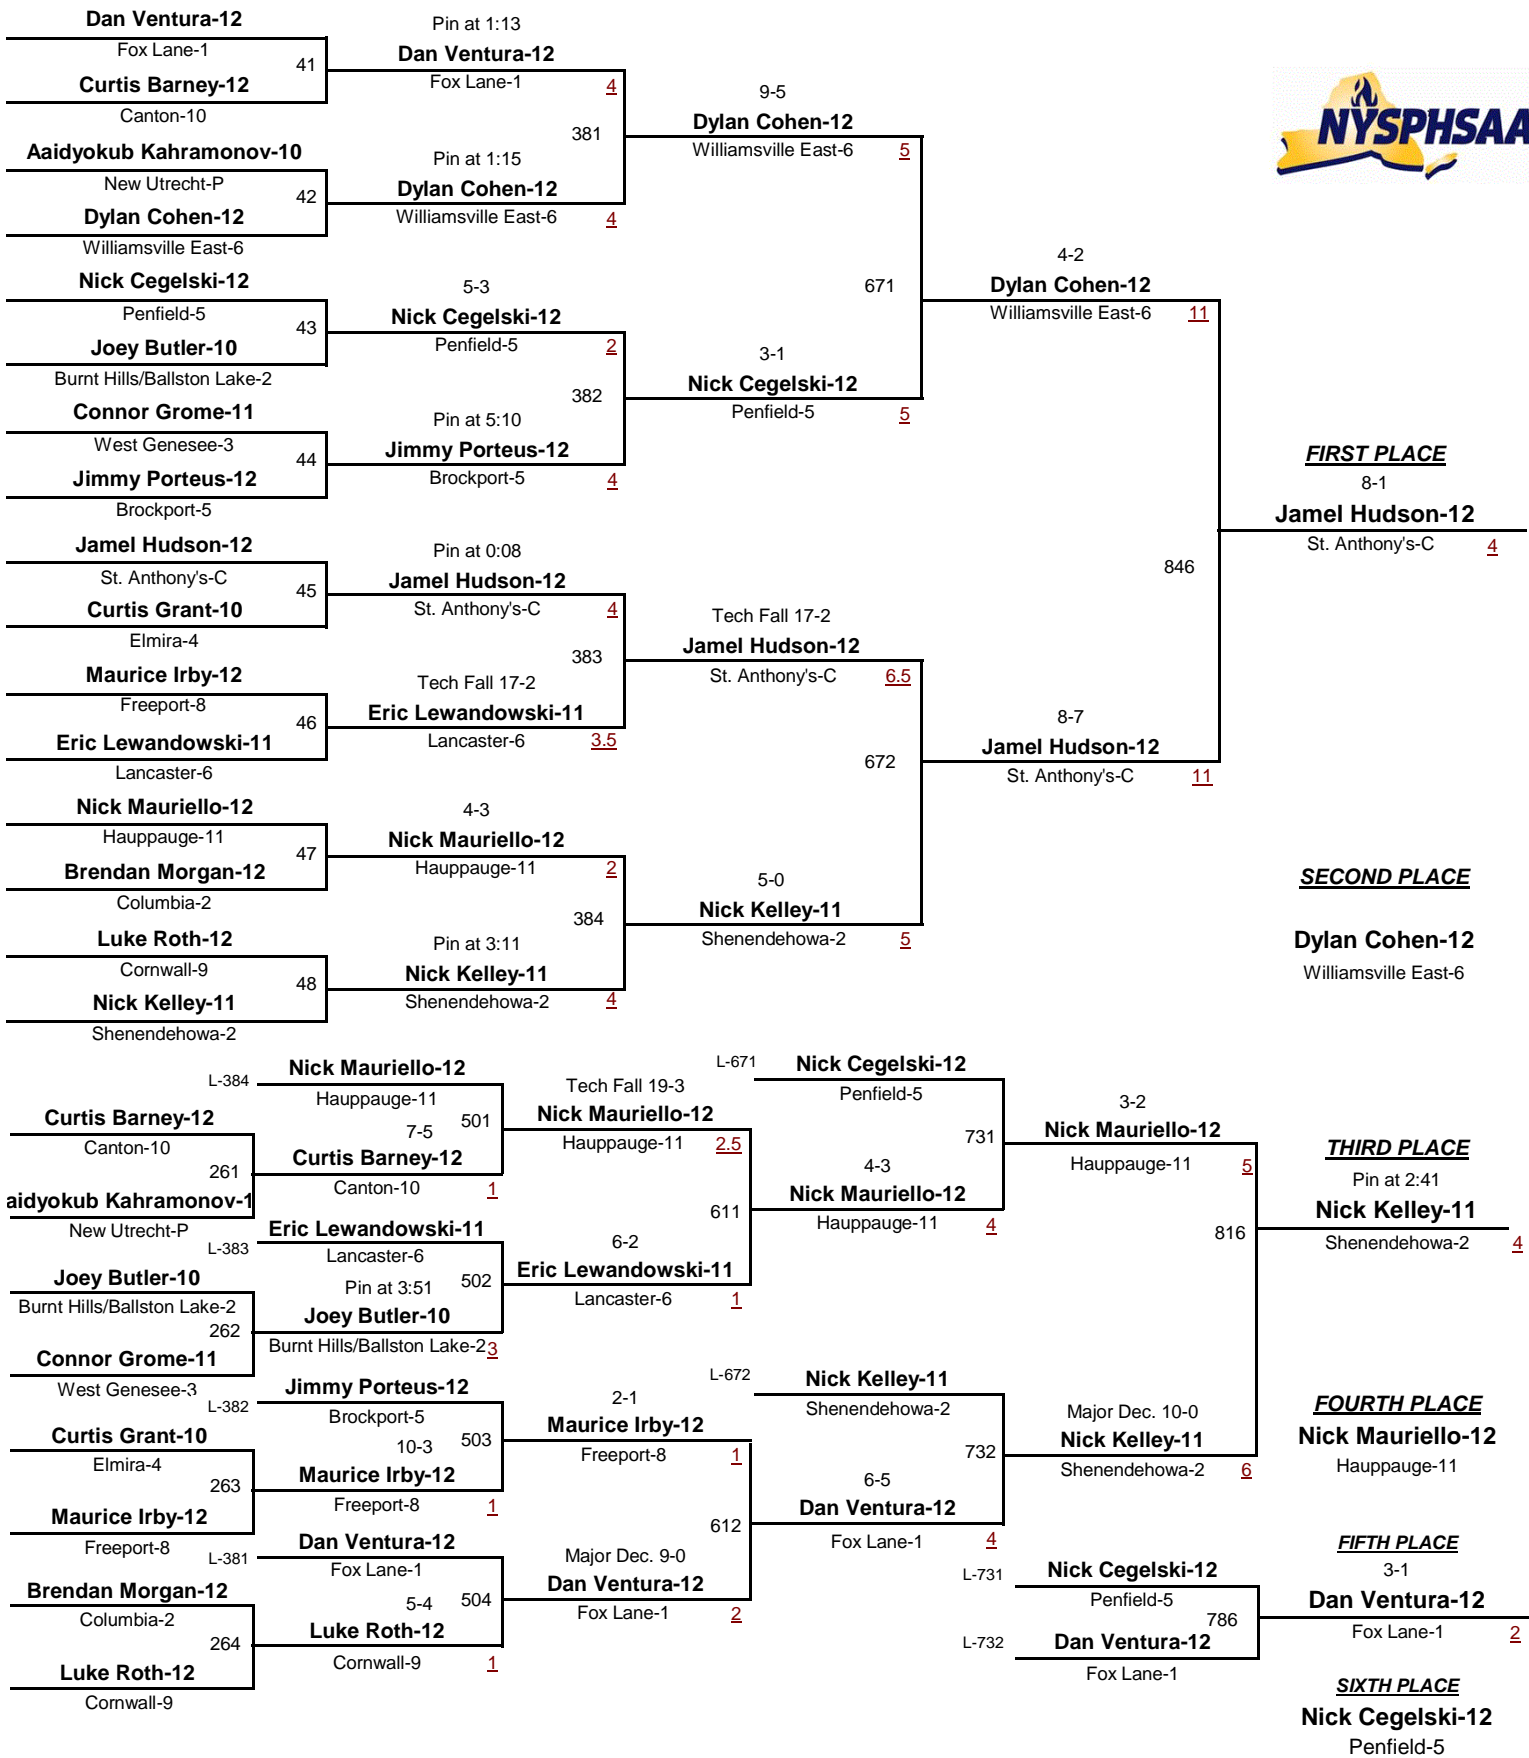 Dan Ventura-12
Fox Lane-1
41
Curtis Barney-12
Canton-10
Aaidyokub Kahramonov-10
New Utrecht-P
42
Dylan Cohen-12
Williamsville East-6
Nick Cegelski-12
Penfield-5
43
Joey Butler-10
Burnt Hills/Ballston Lake-2
Connor Grome-11
West Genesee-3
44
Jimmy Porteus-12
Brockport-5
Jamel Hudson-12
St. Anthony's-C
45
Curtis Grant-10
Elmira-4
Maurice Irby-12
Freeport-8
46
Eric Lewandowski-11
Lancaster-6
Nick Mauriello-12
Hauppauge-11
47
Brendan Morgan-12
Columbia-2
Luke Roth-12
Cornwall-9
48
Nick Kelley-11
Shenendehowa-2
Pin at 1:13
Dan Ventura-12
Fox Lane-1 4
381
Pin at 1:15
Dylan Cohen-12
Williamsville East-6 4
5-3
Nick Cegelski-12
Penfield-5 2
382
Pin at 5:10
Jimmy Porteus-12
Brockport-5 4
Pin at 0:08
Jamel Hudson-12
St. Anthony's-C 4
383
Tech Fall 17-2
Eric Lewandowski-11
Lancaster-6 3.5
4-3
Nick Mauriello-12
Hauppauge-11 2
384
Pin at 3:11
Nick Kelley-11
Shenendehowa-2 4
9-5
Dylan Cohen-12
Williamsville East-6 5
671
3-1
Nick Cegelski-12
Penfield-5 5
Tech Fall 17-2
Jamel Hudson-12
St. Anthony's-C 6.5
672
5-0
Nick Kelley-11
Shenendehowa-2 5
4-2
Dylan Cohen-12
Williamsville East-6 11
846
8-7
Jamel Hudson-12
St. Anthony's-C 11
NYSPHSAA
FIRST PLACE
8-1
Jamel Hudson-12
St. Anthony's-C 4
SECOND PLACE
Dylan Cohen-12
Williamsville East-6
L-384
Nick Mauriello-12
Hauppauge-11
Curtis Barney-12
Canton-10
261
aidyokub Kahramonov-1
New Utrecht-P
7-5
501
Curtis Barney-12
Canton-10 1
L-383
Eric Lewandowski-11
Lancaster-6
Joey Butler-10
Burnt Hills/Ballston Lake-2
262
Connor Grome-11
West Genesee-3
Pin at 3:51
502
Joey Butler-10
Burnt Hills/Ballston Lake-2 3
L-382
Jimmy Porteus-12
Brockport-5
Curtis Grant-10
Elmira-4
263
Maurice Irby-12
Freeport-8
10-3
503
Maurice Irby-12
Freeport-8 1
L-381
Dan Ventura-12
Fox Lane-1
Brendan Morgan-12
Columbia-2
264
Luke Roth-12
Cornwall-9
5-4
504
Luke Roth-12
Cornwall-9 1
Tech Fall 19-3
Nick Mauriello-12
Hauppauge-11 2.5
611
6-2
Eric Lewandowski-11
Lancaster-6 1
2-1
Maurice Irby-12
Freeport-8 1
612
Major Dec. 9-0
Dan Ventura-12
Fox Lane-1 2
L-671
Nick Cegelski-12
Penfield-5
731
4-3
Nick Mauriello-12
Hauppauge-11 4
L-672
Nick Kelley-11
Shenendehowa-2
732
6-5
Dan Ventura-12
Fox Lane-1 4
3-2
Nick Mauriello-12
Hauppauge-11 5
816
Major Dec. 10-0
Nick Kelley-11
Shenendehowa-2 6
THIRD PLACE
Pin at 2:41
Nick Kelley-11
Shenendehowa-2 4
FOURTH PLACE
Nick Mauriello-12
Hauppauge-11
L-731
Nick Cegelski-12
Penfield-5
786
L-732
Dan Ventura-12
Fox Lane-1
FIFTH PLACE
3-1
Dan Ventura-12
Fox Lane-1 2
SIXTH PLACE
Nick Cegelski-12
Penfield-5